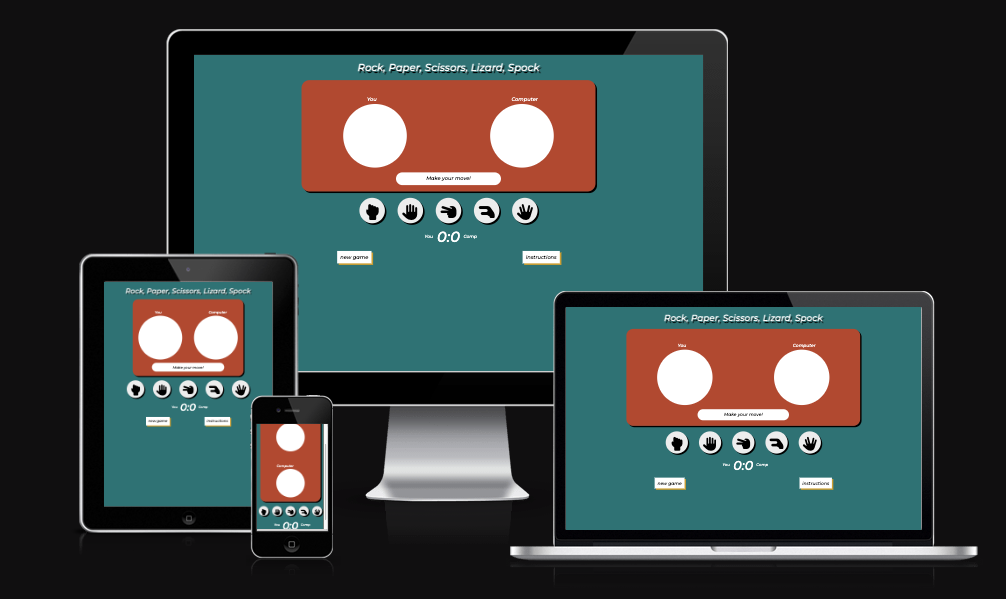 Rock, Paper, Scissors, Lizard, Spock
You Computer
Make your move!
You 0:0 Comp
new game instructions
Rock, Paper, Scissors, Lizard, Spock
You Computer
Make your move!
You 0:0 Comp
new game instructions
Computer
You 0:0 Comp
Rock, Paper, Scissors, Lizard, Spock
You Computer
Make your move!
You 0:0 Comp
new game instructions